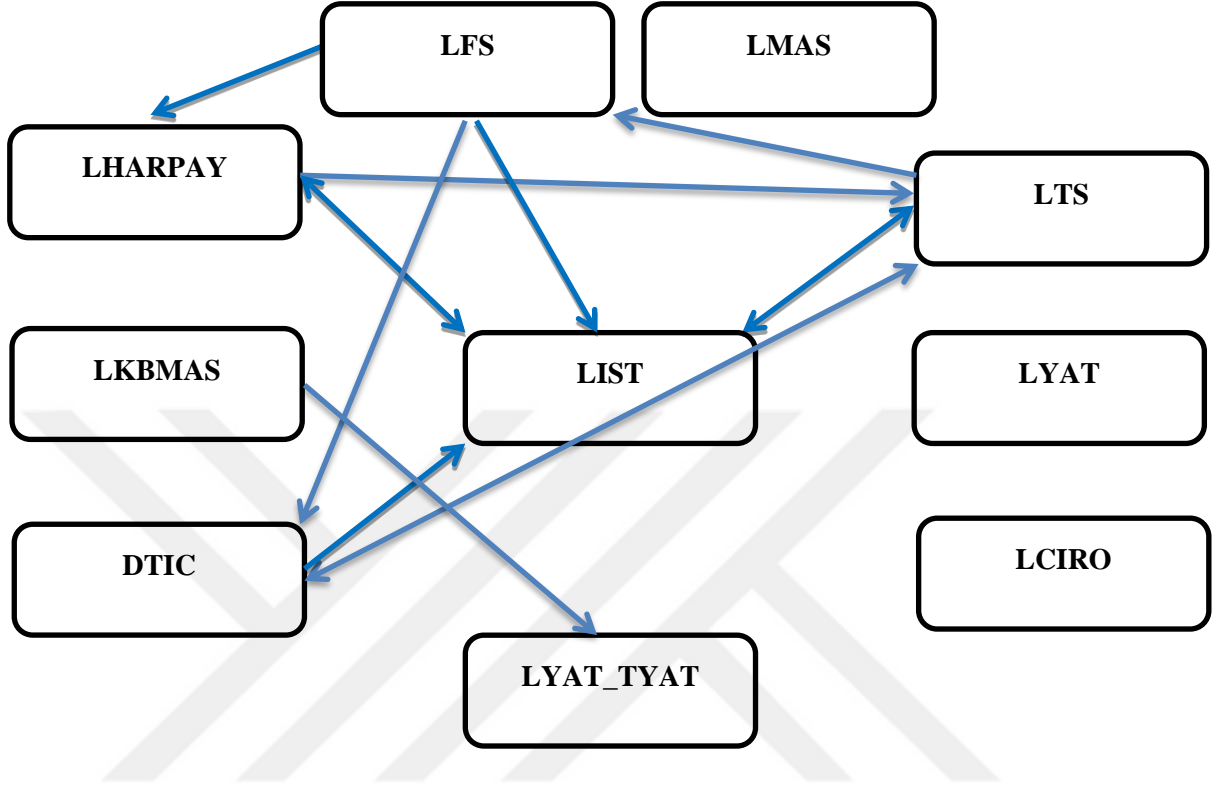 LFS
LMAS
LHARPAY
LTS
LKBMAS
LIST
LYAT
DTIC
LCIRO
LYAT_TYAT